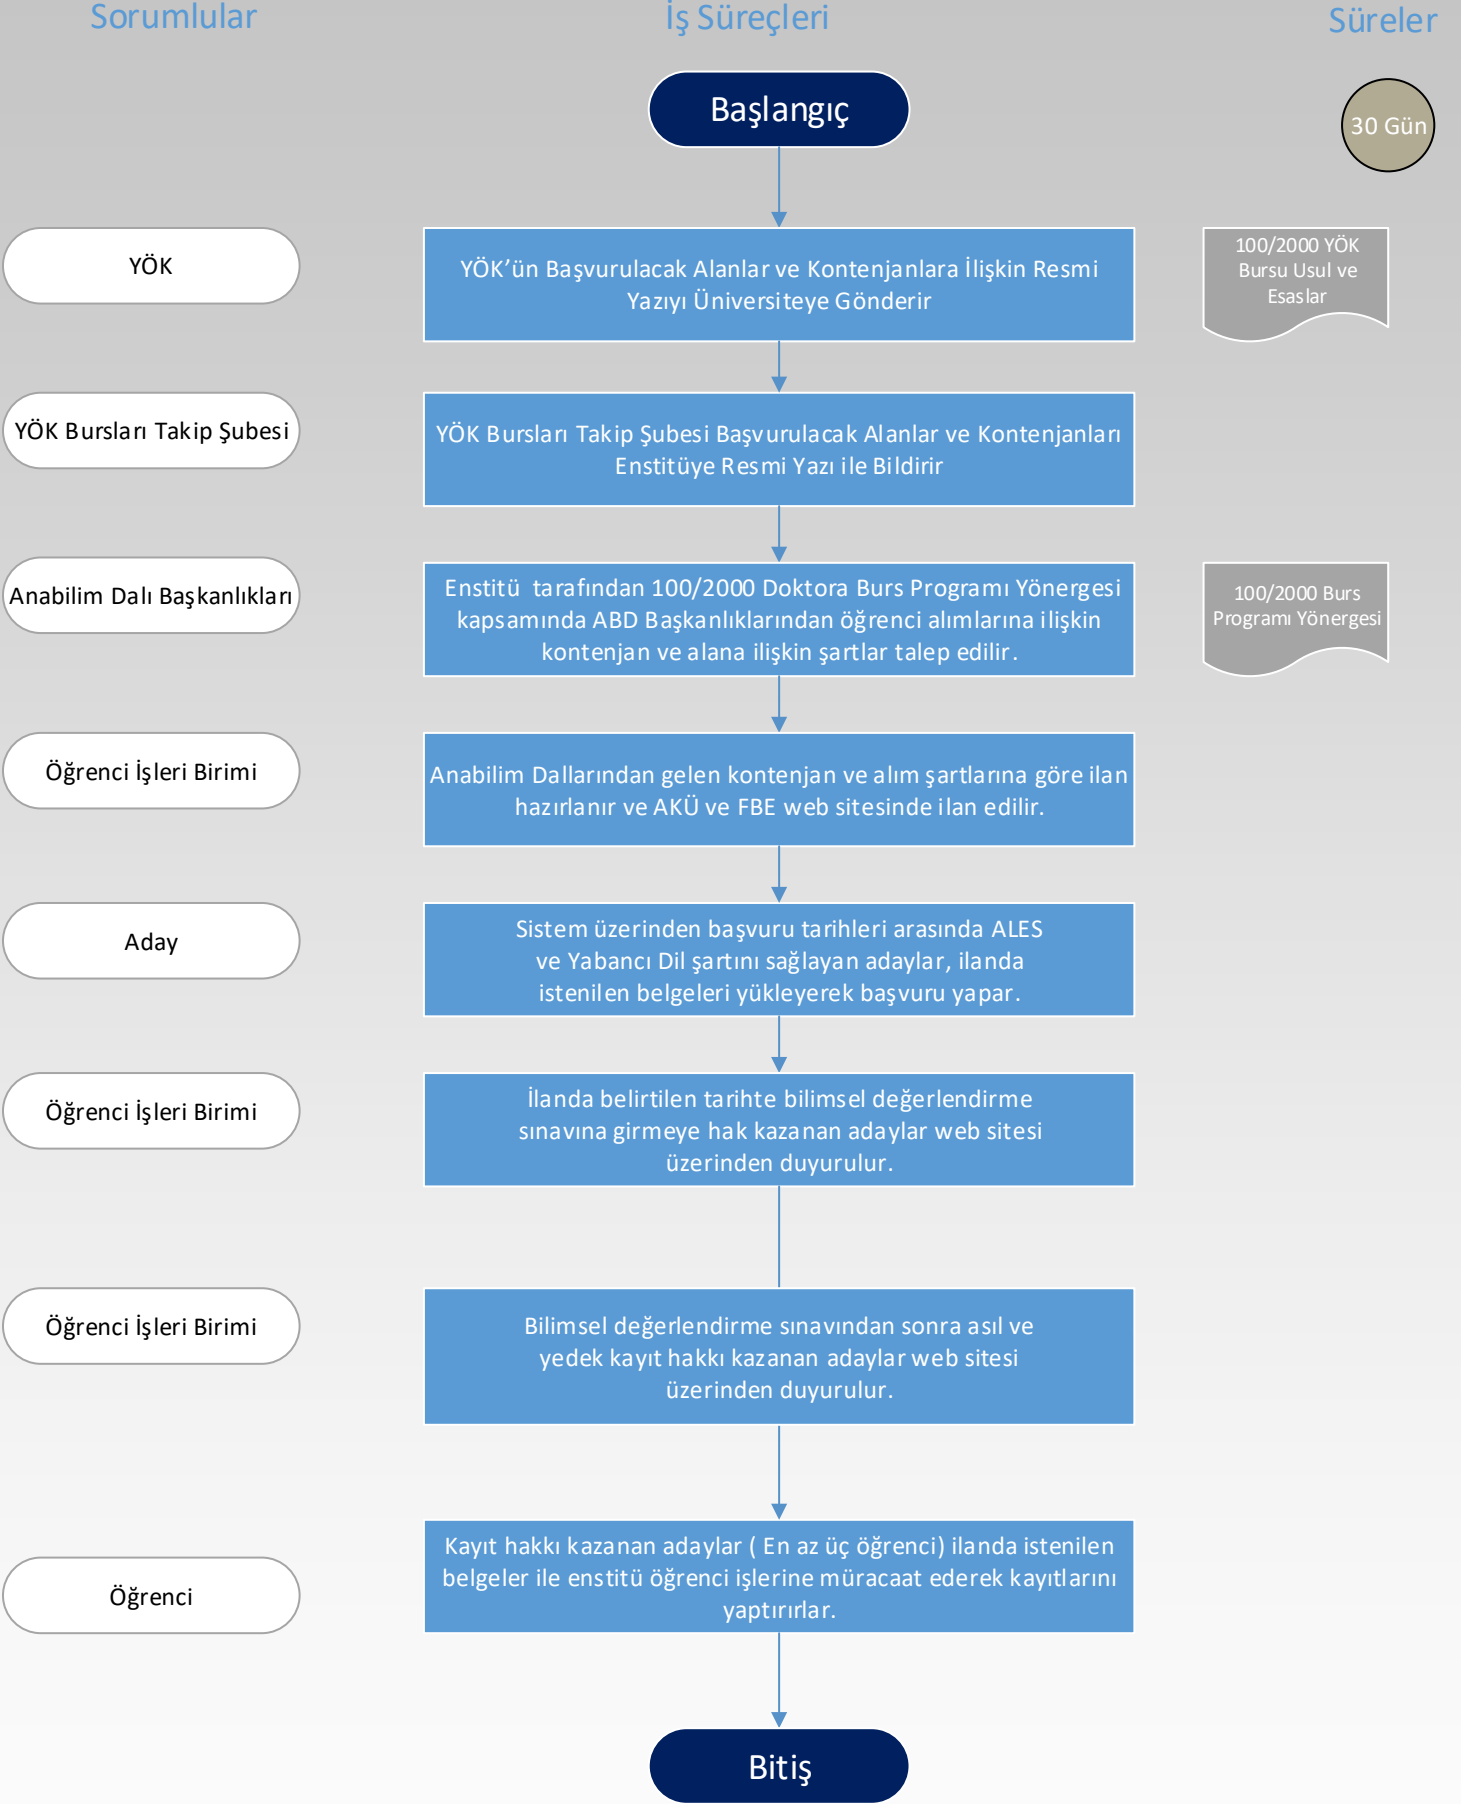 Sorumlular
İş Süreçleri
Süreler
Başlangıç
30 Gün
YÖK
YÖK’ün Başvurulacak Alanlar ve Kontenjanlara İlişkin Resmi
Yazıyı Üniversiteye Gönderir
100/2000 YÖK
Bursu Usul ve
Esaslar
YÖK Bursları Takip Şubesi
YÖK Bursları Takip Şubesi Başvurulacak Alanlar ve Kontenjanları
Enstitüye Resmi Yazı ile Bildirir
Anabilim Dalı Başkanlıkları
Enstitü tarafından 100/2000 Doktora Burs Programı Yönergesi
kapsamında ABD Başkanlıklarından öğrenci alımlarına ilişkin
kontenjan ve alana ilişkin şartlar talep edilir.
100/2000 Burs
Programı Yönergesi
Öğrenci İşleri Birimi
Anabilim Dallarından gelen kontenjan ve alım şartlarına göre ilan
hazırlanır ve AKÜ ve FBE web sitesinde ilan edilir.
Aday
Sistem üzerinden başvuru tarihleri arasında ALES
ve Yabancı Dil şartını sağlayan adaylar, ilanda
istenilen belgeleri yükleyerek başvuru yapar.
Öğrenci İşleri Birimi
İlanda belirtilen tarihte bilimsel değerlendirme
sınavına girmeye hak kazanan adaylar web sitesi
üzerinden duyurulur.
Öğrenci İşleri Birimi
Bilimsel değerlendirme sınavından sonra asıl ve
yedek kayıt hakkı kazanan adaylar web sitesi
üzerinden duyurulur.
Öğrenci
Kayıt hakkı kazanan adaylar ( En az üç öğrenci) ilanda istenilen
belgeler ile enstitü öğrenci işlerine müracaat ederek kayıtlarını
yaptırırlar.
Bitiş